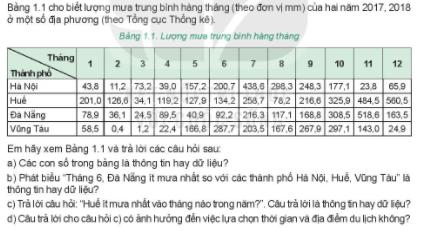 Bảng 1.1 cho biết lượng mưa trung bình hàng tháng (theo đơn vị mm) của hai năm 2017, 2018
ở một số địa phương (theo Tổng cục Thống kê).
Bảng 1.1. Lượng mưa trung bình hàng tháng
Tháng 1 2 3 4 5 6 7 8 9 10 11 12
Thành phố
Hà Nội 43,8 11,2 73,2 39,0 157,2 200,7 438,6 298,3 248,3 177,1 23,8 65,9
Huế 201,0 126,6 34,1 119,2 127,9 134,2 258,7 78,2 216,6 325,9 484,5 560,5
Đà Nẵng 78,9 36,1 24,5 89,5 40,9 92,2 216,3 117,1 168,8 308,5 518,6 163,5
Vũng Tàu 58,5 0,4 1,2 22,4 166,8 287,7 203,5 167,6 267,9 297,1 143,0 24,9
Em hãy xem Bảng 1.1 và trả lời các câu hỏi sau:
a) Các con số trong bảng là thông tin hay dữ liệu?
b) Phát biểu "Tháng 6, Đà Nẵng ít mưa nhất so với các thành phố Hà Nội, Huế, Vũng Tàu" là
thông tin hay dữ liệu?
c) Trả lời câu hỏi: "Huế ít mưa nhất vào tháng nào trong năm?". Câu trả lời là thông tin hay dữ liệu?
d) Câu trả lời cho câu hỏi c) có ảnh hưởng đến việc lựa chọn thời gian và địa điểm du lịch không?